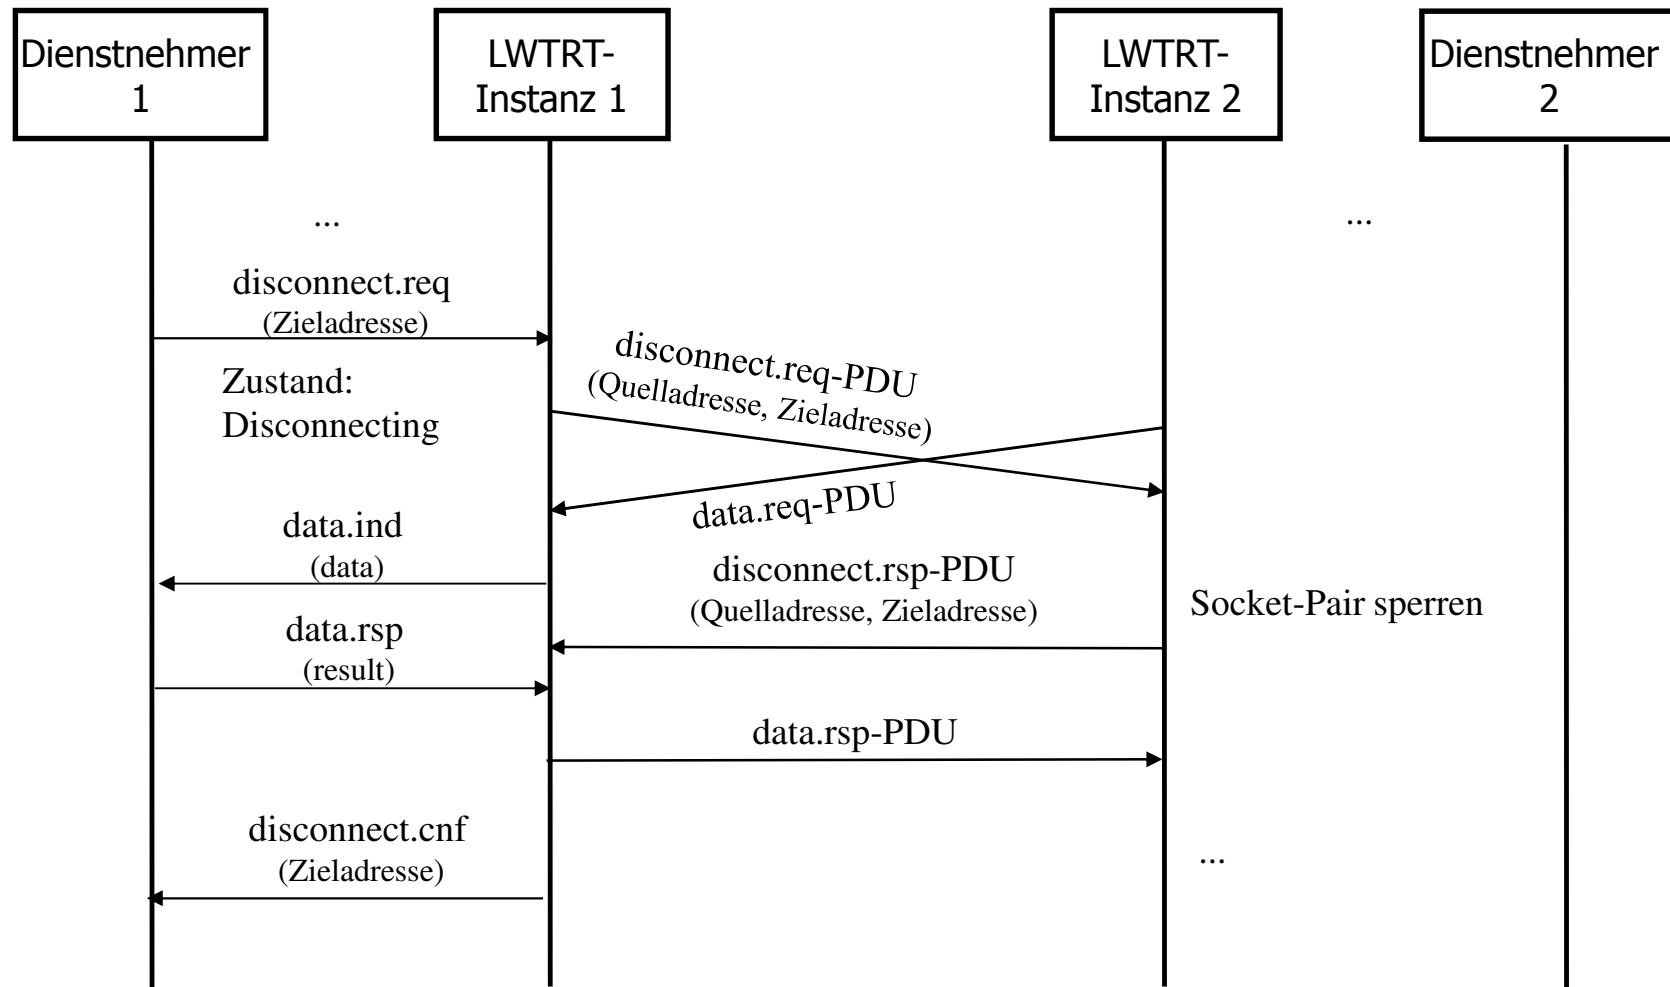 Dienstnehmer
1
LWTRT-
Instanz 1
LWTRT-
Instanz 2
Dienstnehmer
2
...
...
disconnect.req
(Zieladresse)
Zustand:
Disconnecting
disconnect.req-PDU
(Quelladresse, Zieladresse)
data.req-PDU
data.ind
(data)
disconnect.rsp-PDU
(Quelladresse, Zieladresse)
Socket-Pair sperren
data.rsp
(result)
data.rsp-PDU
disconnect.cnf
(Zieladresse)
...